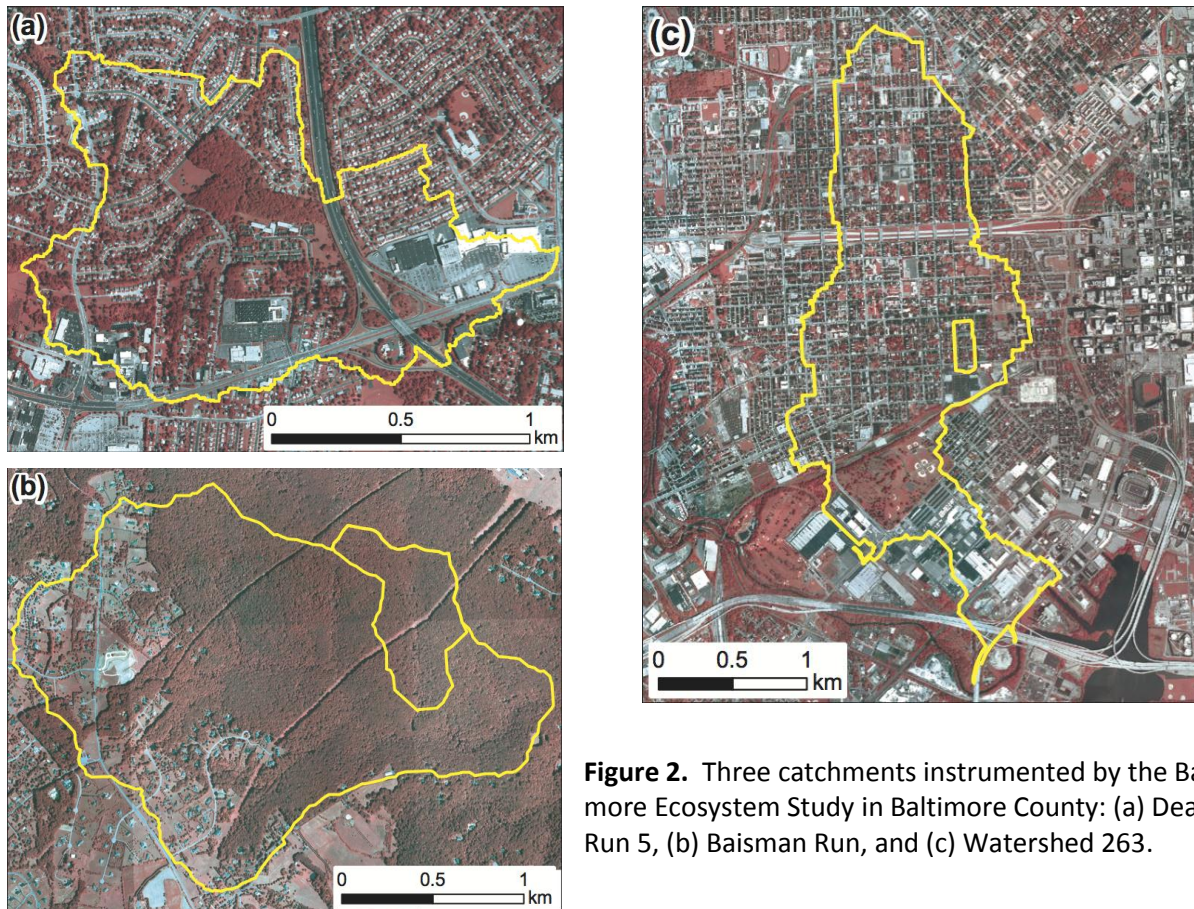 (a)
0 0.5 1
km
(b)
0 0.5 1
km
(c)
0 0.5 1
km
Figure 2. Three catchments instrumented by the Ba
more Ecosystem Study in Baltimore County: (a) Dea
Run 5, (b) Baisman Run, and (c) Watershed 263.